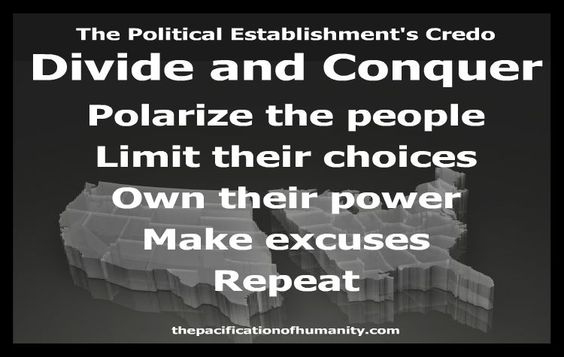 The Political Establishment's Credo
Divide and Conquer
Polarize the people
Limit their choices
Own their power
Make excuses
Repeat
thepacificationofhumanity.com